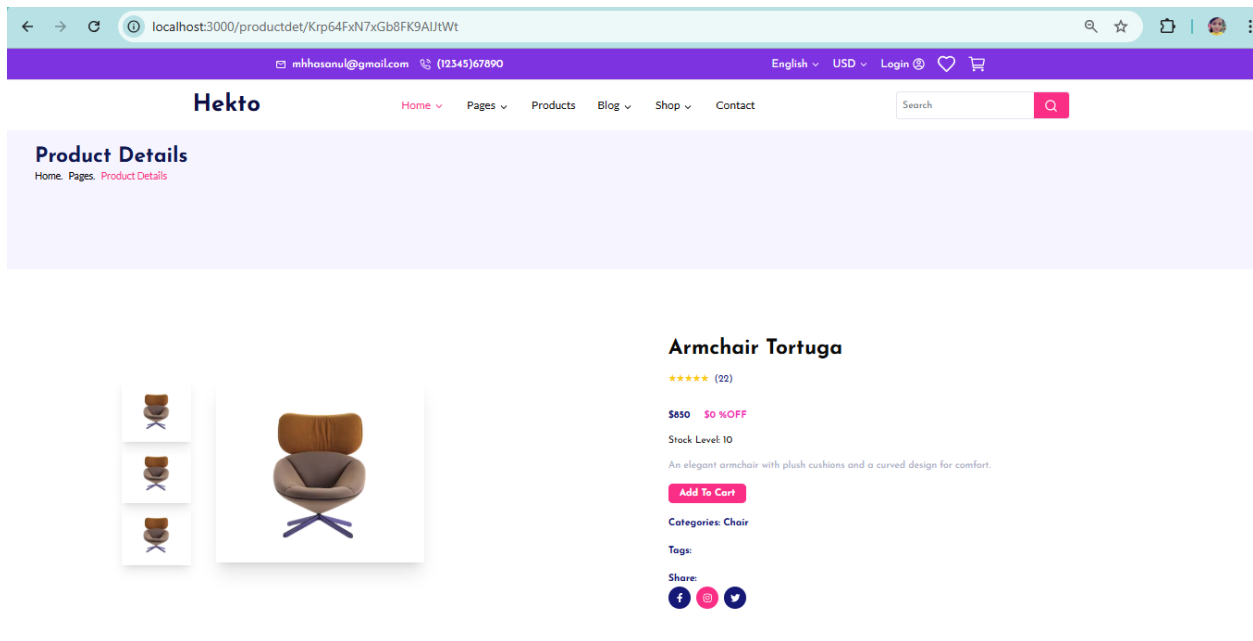 localhost:3000/productdet/Krp64FxN7xGb8FK9AIJtWt
mhhasanul@gmail.com (12345)67890 English USD Login
Hekto Home Pages Products Blog Shop Contact Search
Product Details
Home. Pages. Product Details
Armchair Tortuga
★★★★★ (22)
$850 $0 %OFF
Stock Level: 10
An elegant armchair with plush cushions and a curved design for comfort.
Add To Cart
Categories: Chair
Tags:
Share: